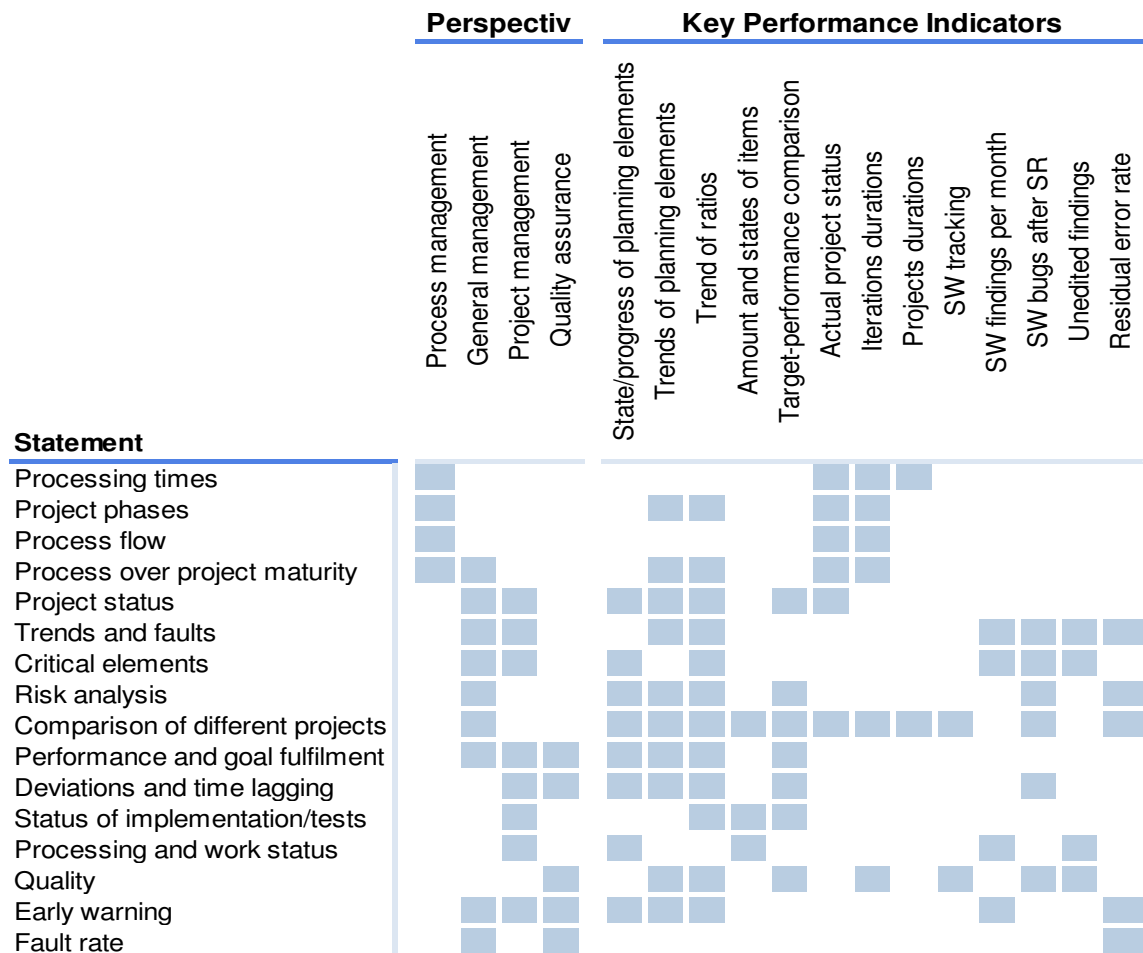 Perspectiv
Key Performance Indicators
Process management
General management
Project management
Quality assurance
State/progress of planning elements
Trends of planning elements
Trend of ratios
Amount and states of items
Target-performance comparison
Actual project status
Iterations durations
Projects durations
SW tracking
SW findings per month
SW bugs after SR
Unedited findings
Residual error rate
Statement
Processing times
Project phases
Process flow
Process over project maturity
Project status
Trends and faults
Critical elements
Risk analysis
Comparison of different projects
Performance and goal fulfilment
Deviations and time lagging
Status of implementation/tests
Processing and work status
Quality
Early warning
Fault rate